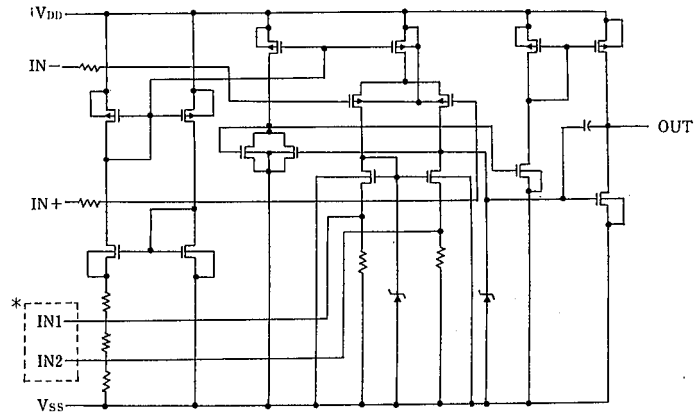 VDD
IN−
OUT
IN+
*
IN1
IN2
VSS